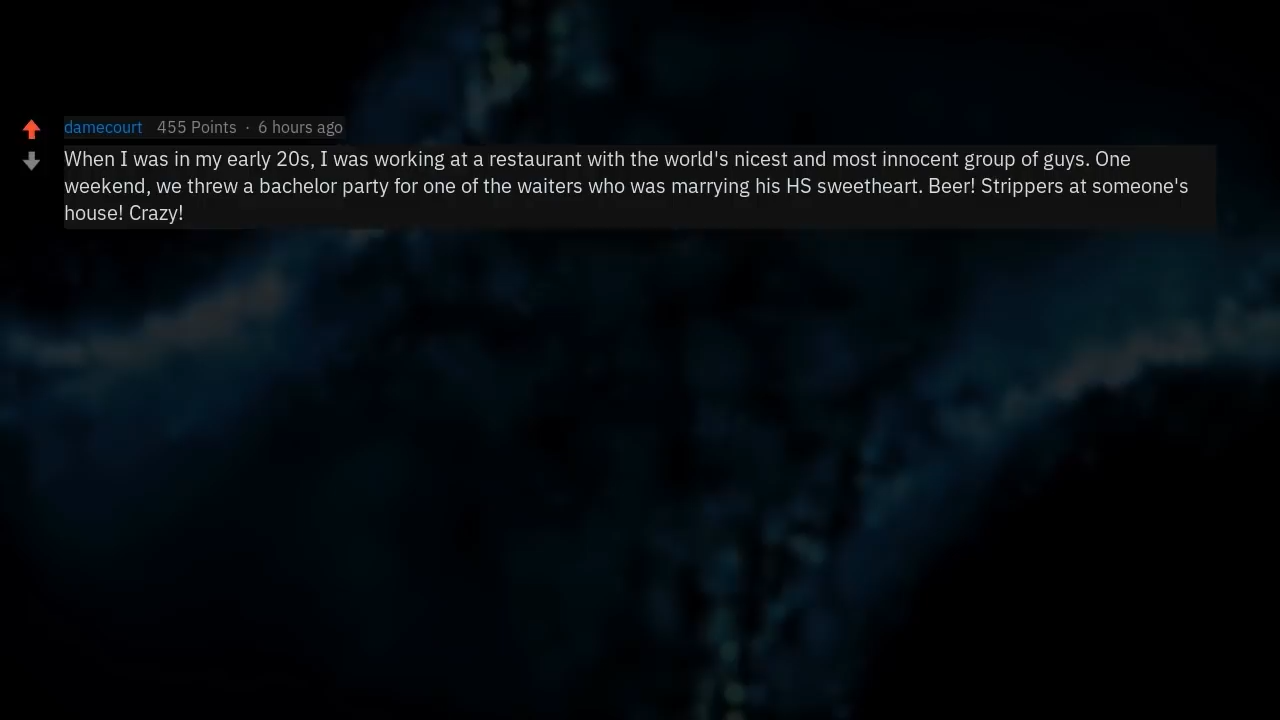 damecourt 455 Points · 6 hours ago
When I was in my early 20s, I was working at a restaurant with the world's nicest and most innocent group of guys. One
weekend, we threw a bachelor party for one of the waiters who was marrying his HS sweetheart. Beer! Strippers at someone's
house! Crazy!